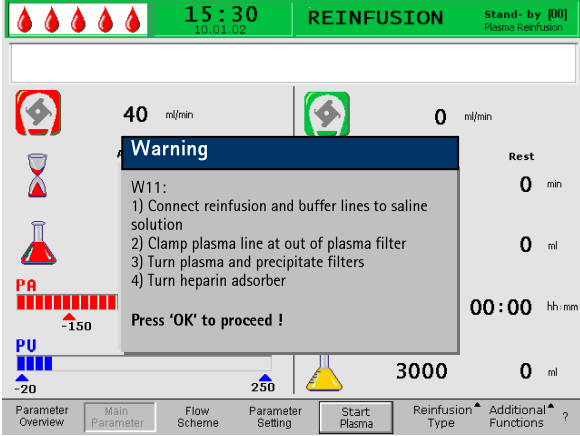 15:30
10.01.02
REINFUSION
Stand- by [00]
Plasma Reinfusion
40 ml/min
0 ml/min
Warning
W11:
1) Connect reinfusion and buffer lines to saline
solution
2) Clamp plasma line at out of plasma filter
3) Turn plasma and precipitate filters
4) Turn heparin adsorber
Press ‘OK’ to proceed !
Rest
0 min
0 ml
PA
-150
00:00 hh:mm
PV
-20
250
3000
0 ml
Parameter Overview
Main Parameter
Flow Scheme
Parameter Setting
Start Plasma
Reinfusion Type
Additional Functions
?